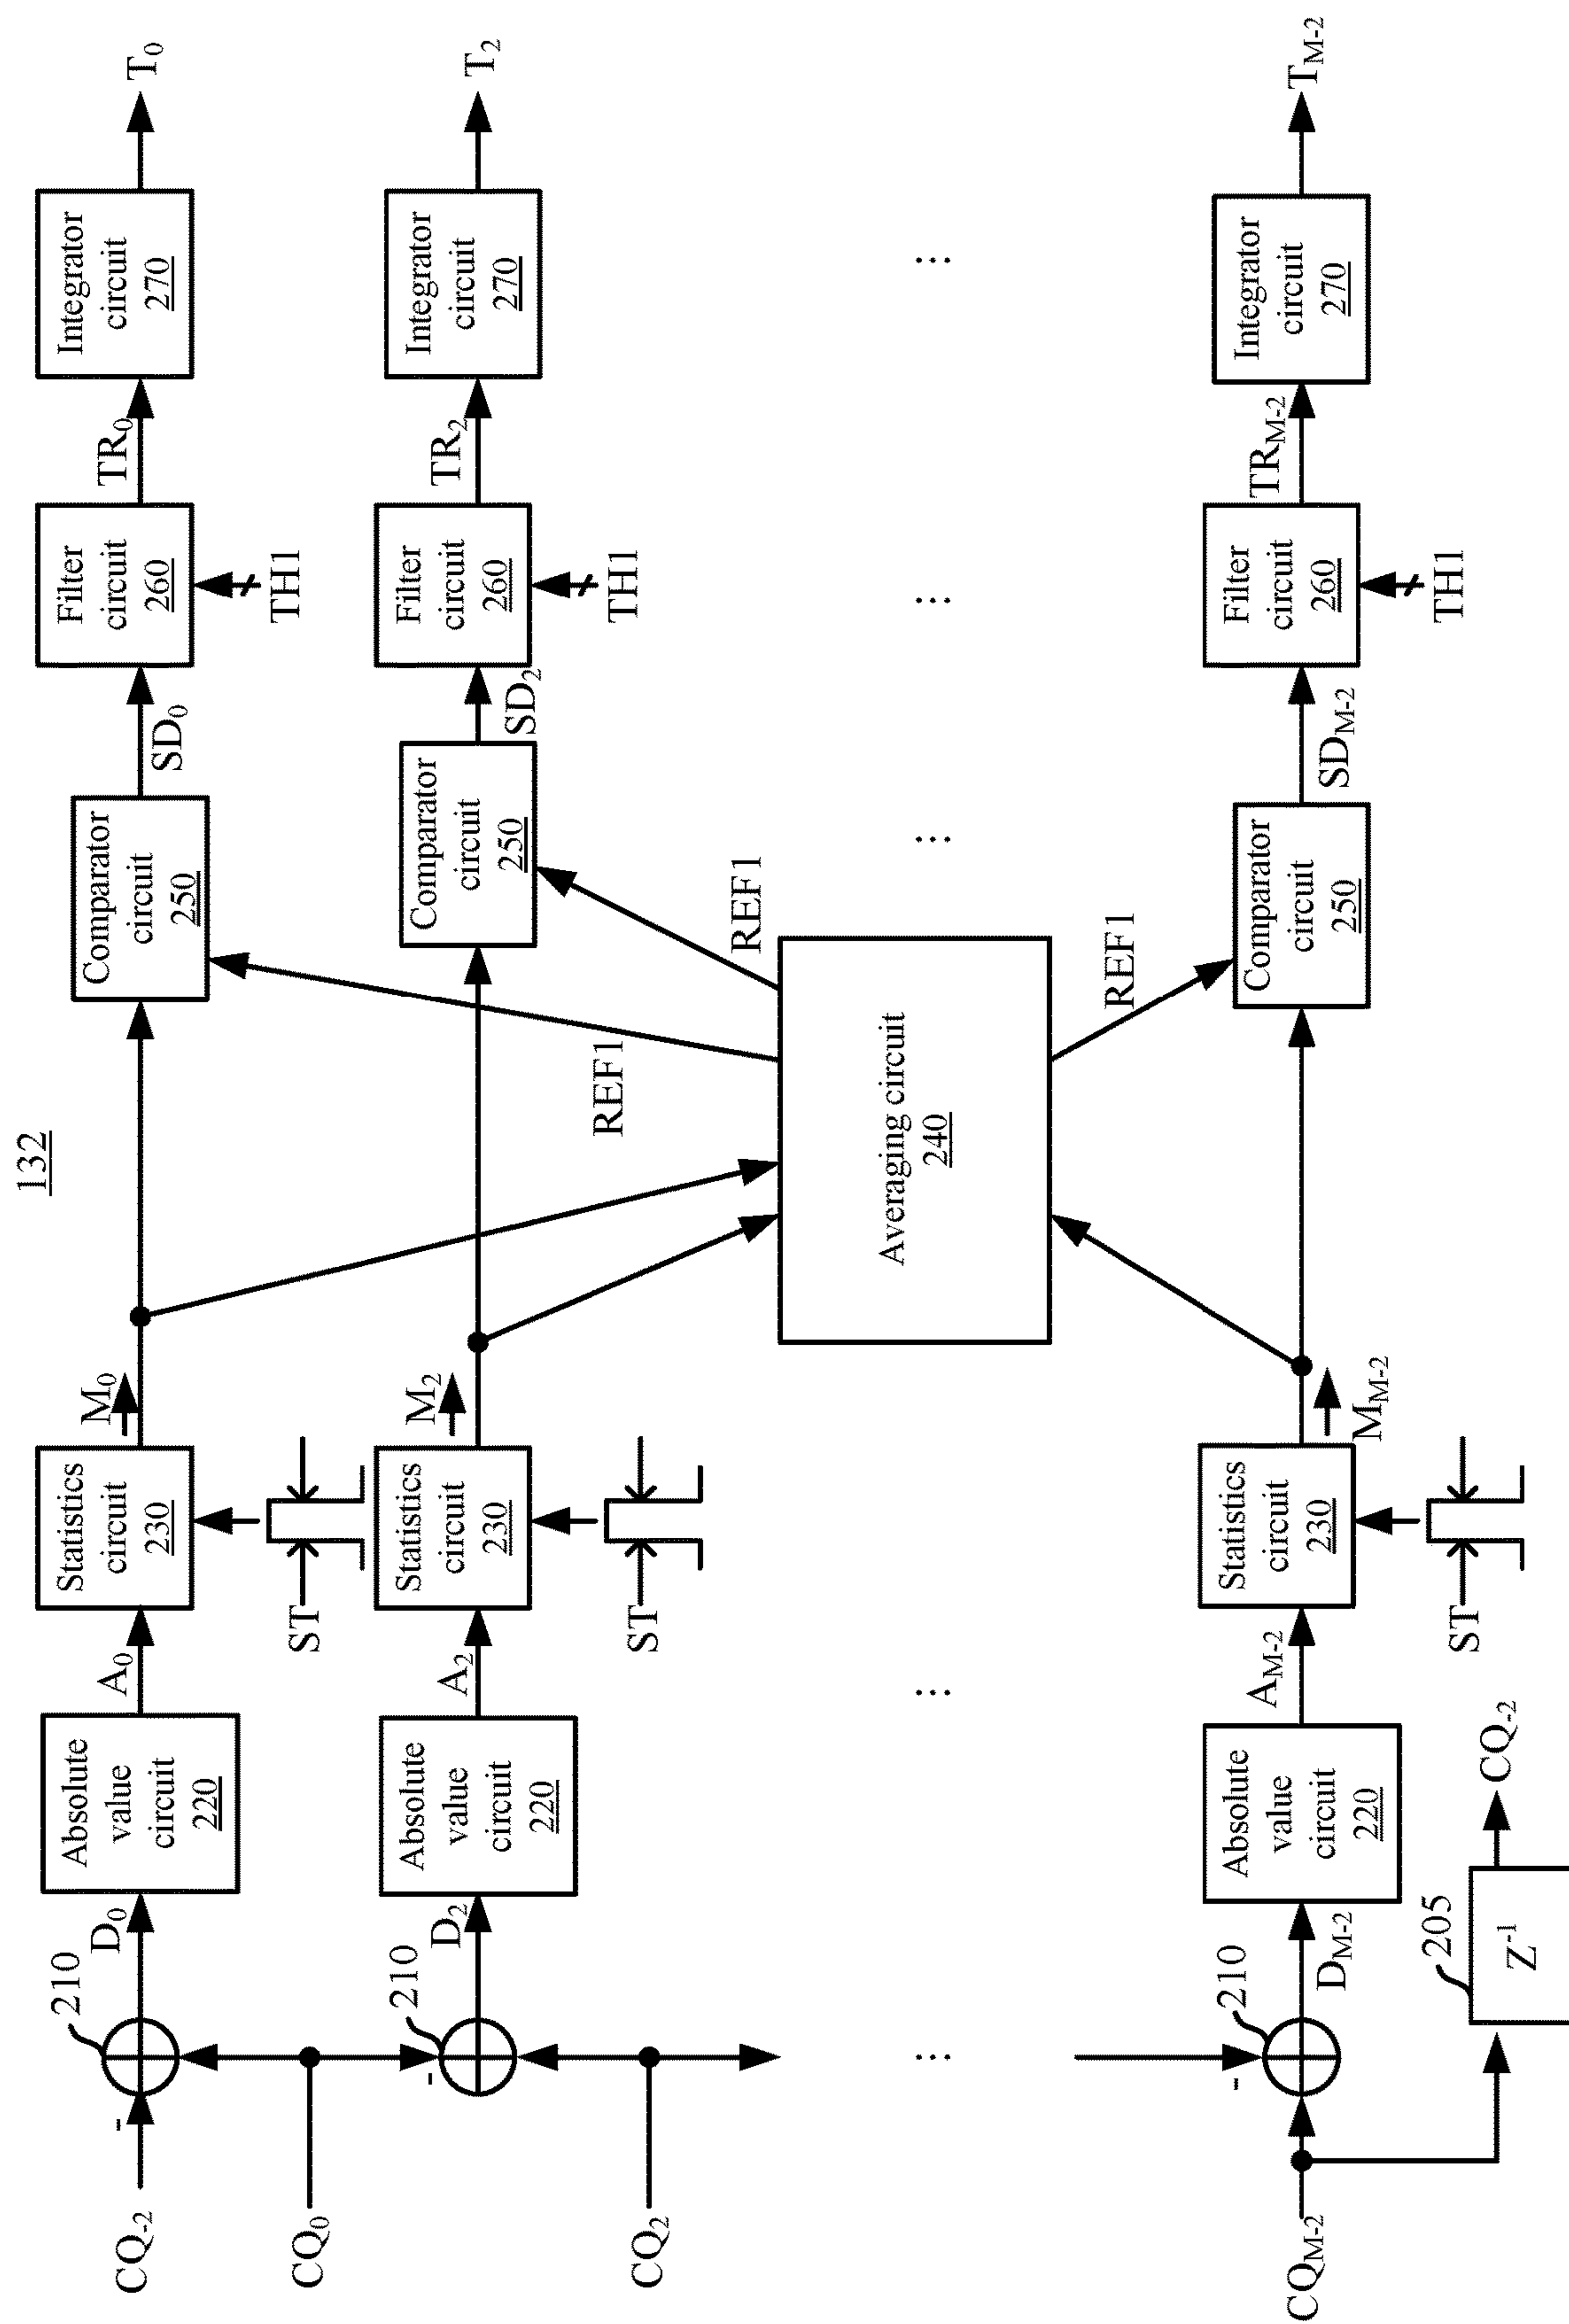 132
CQ-2
-
210
D0
Absolute
value
circuit
220
A0
Statistics
circuit
230
ST
M0
Comparator
circuit
250
SD0
Filter
circuit
260
TH1
TR0
Integrator
circuit
270
T0
CQ0
-
210
D2
Absolute
value
circuit
220
A2
Statistics
circuit
230
ST
M2
Comparator
circuit
250
SD2
Filter
circuit
260
TH1
TR2
Integrator
circuit
270
T2
CQ2
REF1
REF1
REF1
Averaging circuit
240
...
...
...
...
...
CQM-2
-
210
DM-2
Absolute
value
circuit
220
AM-2
Statistics
circuit
230
ST
MM-2
Comparator
circuit
250
SDM-2
Filter
circuit
260
TH1
TRM-2
Integrator
circuit
270
TM-2
205
Z-1
CQ-2